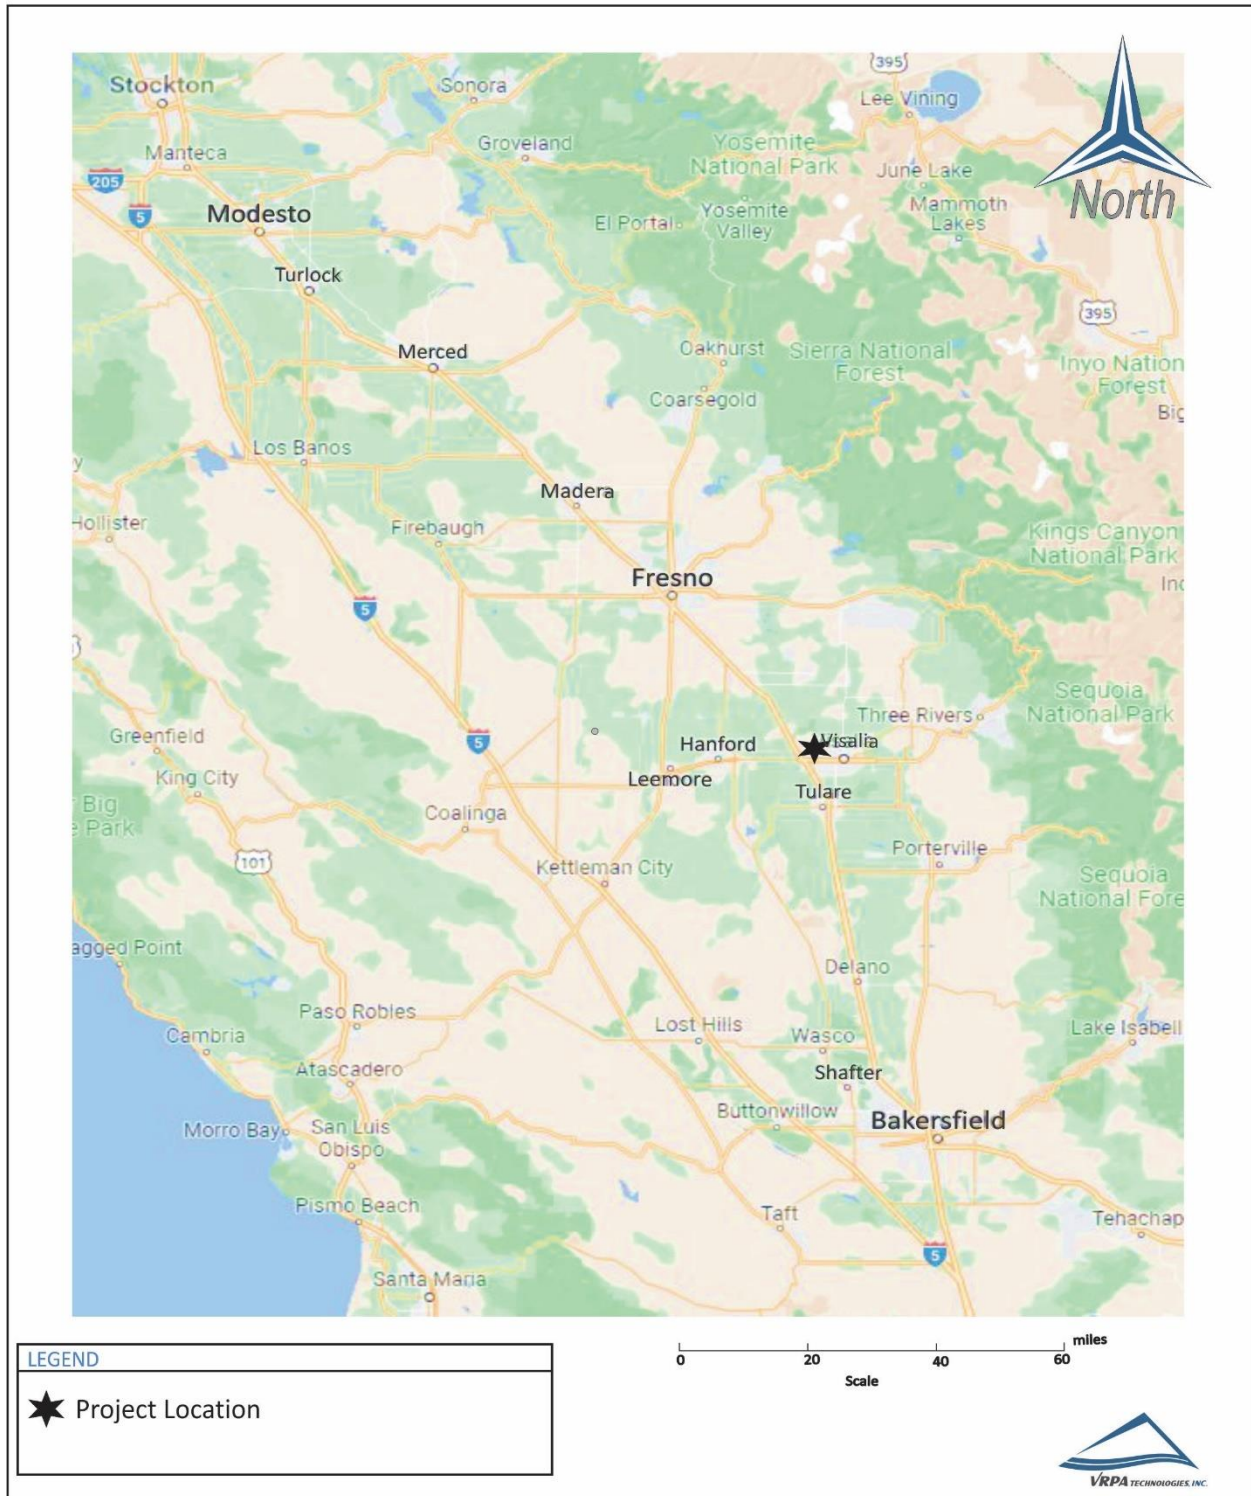 395
Stockton
Sonora
Lee Vining
Manteca
Groveland
Yosemite
National Park
205
June Lake
5
Modesto
El Portal
Yosemite
Valley
Mammoth
Lakes
North
Turlock
395
Merced
Oakhurst
Sierra National
Forest
Inyo Nation
Forest
Coarsegold
Big
Los Banos
y
Madera
Hollister
Firebaugh
Kings Canyon
National Park
Fresno
Ind
5
Sequoia
National Park
Three Rivers
Greenfield
5
Hanford
Visalia
King City
Leemore
Tulare
r Big
e Park
Coalinga
101
Porterville
Kettleman City
Sequoia
National Fore
agged Point
Delano
Paso Robles
Lost Hills
Wasco
Lake Isabell
Cambria
Atascadero
Shafter
Buttonwillow
Bakersfield
Morro Bay
San Luis
Obispo
Pismo Beach
Taft
Tehachap
5
Santa Maria
LEGEND
Project Location
miles
0 20 40 60
Scale
VRPA TECHNOLOGIES, INC.